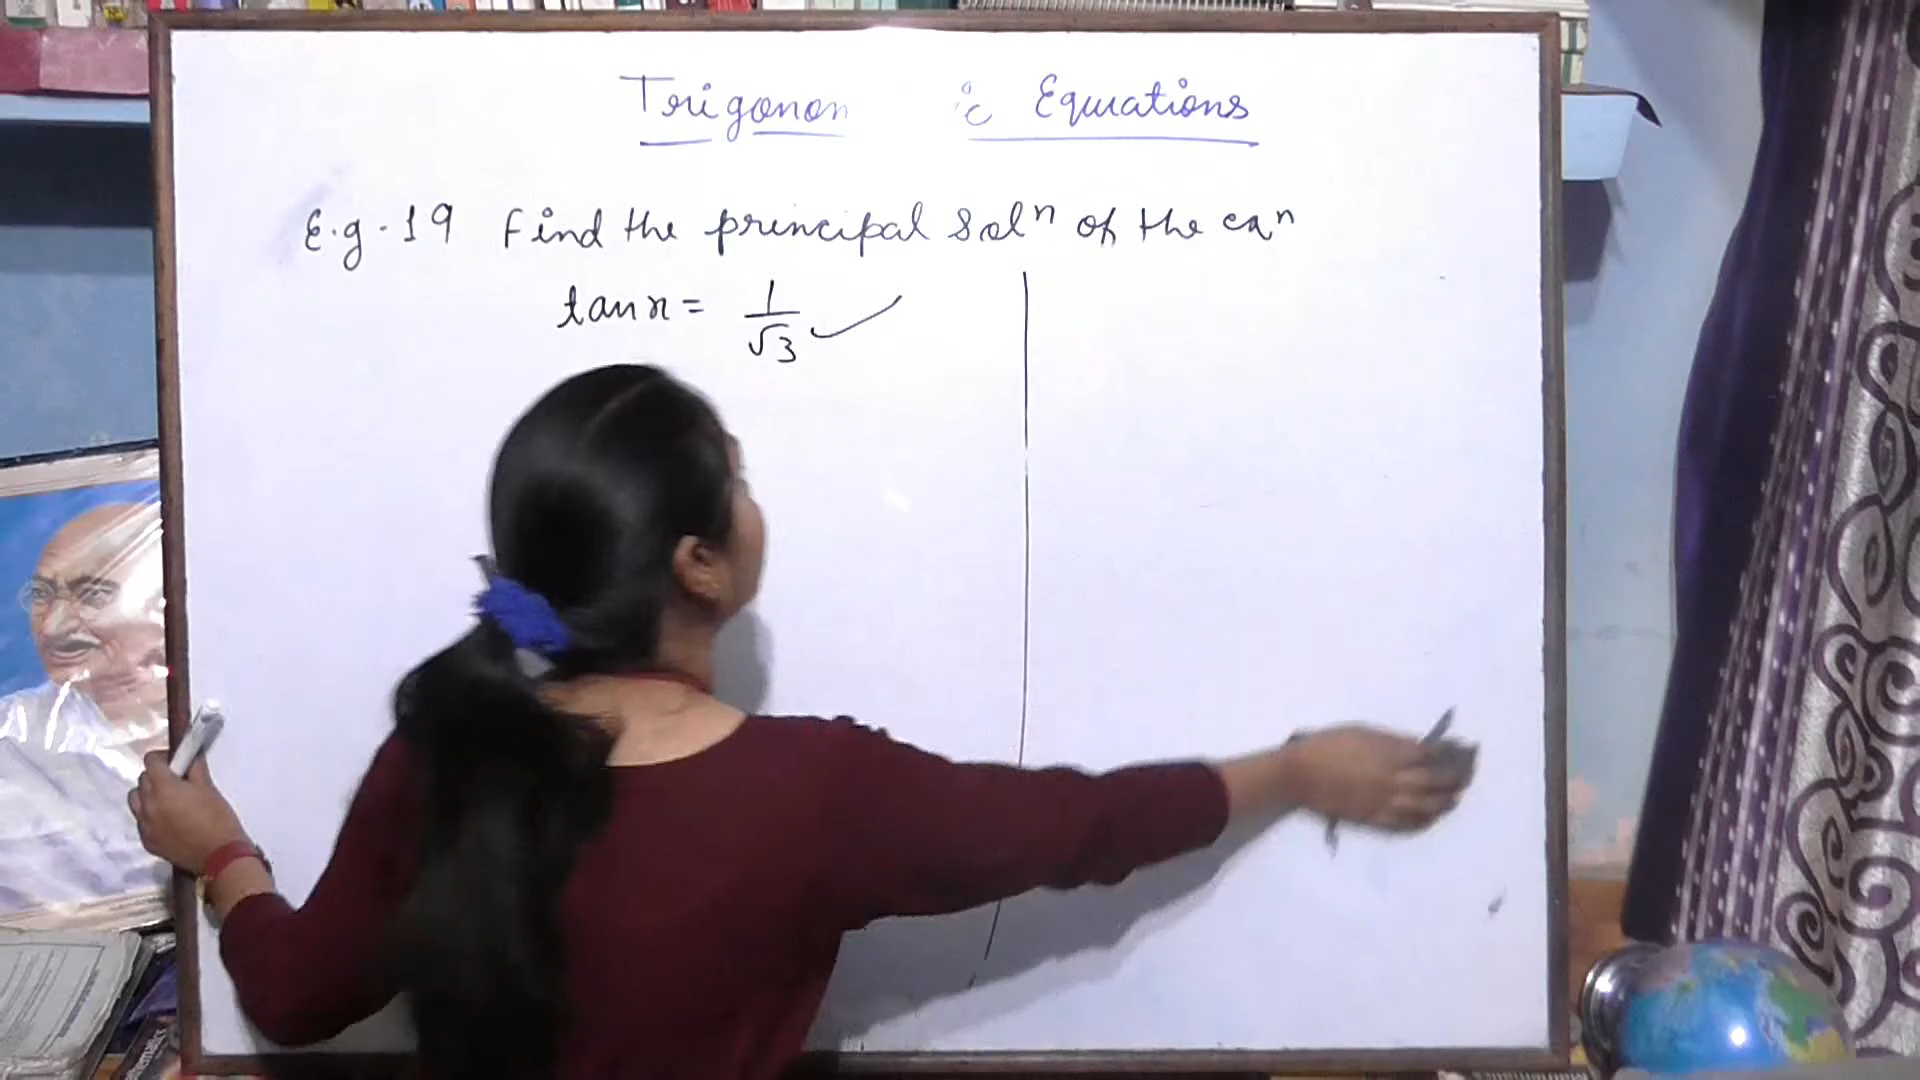 Trigonom ic Equations
E.g. 19 Find the principal solⁿ of the eqⁿ
tan x = 1/√3